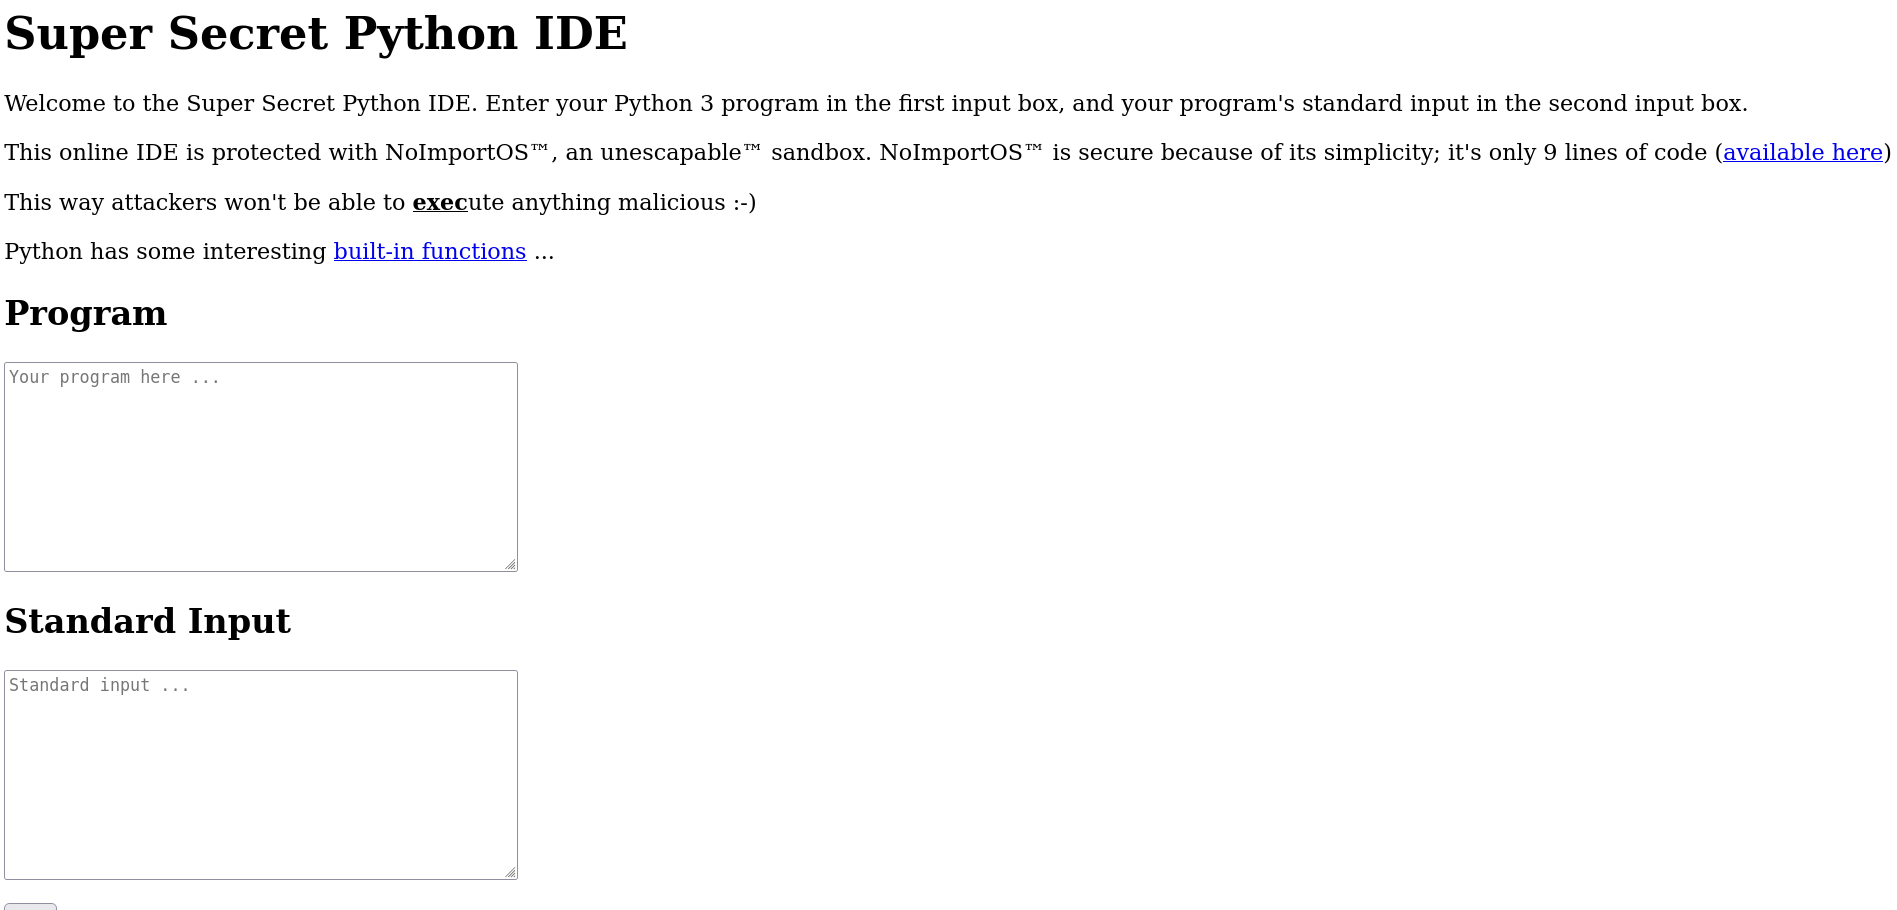 Super Secret Python IDE
Welcome to the Super Secret Python IDE. Enter your Python 3 program in the first input box, and your program's standard input in the second input box.
This online IDE is protected with NoImportOS™, an unescapable™ sandbox. NoImportOS™ is secure because of its simplicity; it's only 9 lines of code (available here)
This way attackers won't be able to execute anything malicious :-)
Python has some interesting built-in functions ...
Program
Your program here ...
Standard Input
Standard input ...